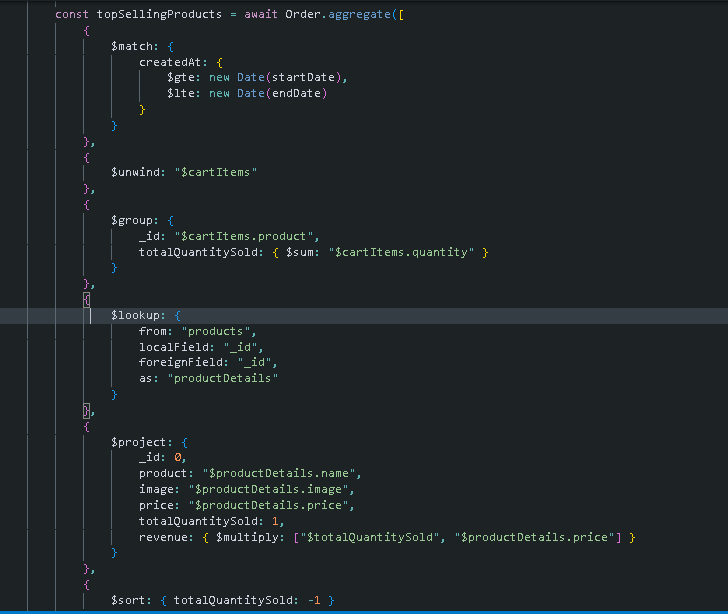 const topSellingProducts = await Order.aggregate([
{
$match: {
createdAt: {
$gte: new Date(startDate),
$lte: new Date(endDate)
}
}
},
{
$unwind: "$cartItems"
},
{
$group: {
_id: "$cartItems.product",
totalQuantitySold: { $sum: "$cartItems.quantity" }
}
},
{
$lookup: {
from: "products",
localField: "_id",
foreignField: "_id",
as: "productDetails"
}
},
{
$project: {
_id: 0,
product: "$productDetails.name",
image: "$productDetails.image",
price: "$productDetails.price",
totalQuantitySold: 1,
revenue: { $multiply: ["$totalQuantitySold", "$productDetails.price"] }
}
},
{
$sort: { totalQuantitySold: -1 }